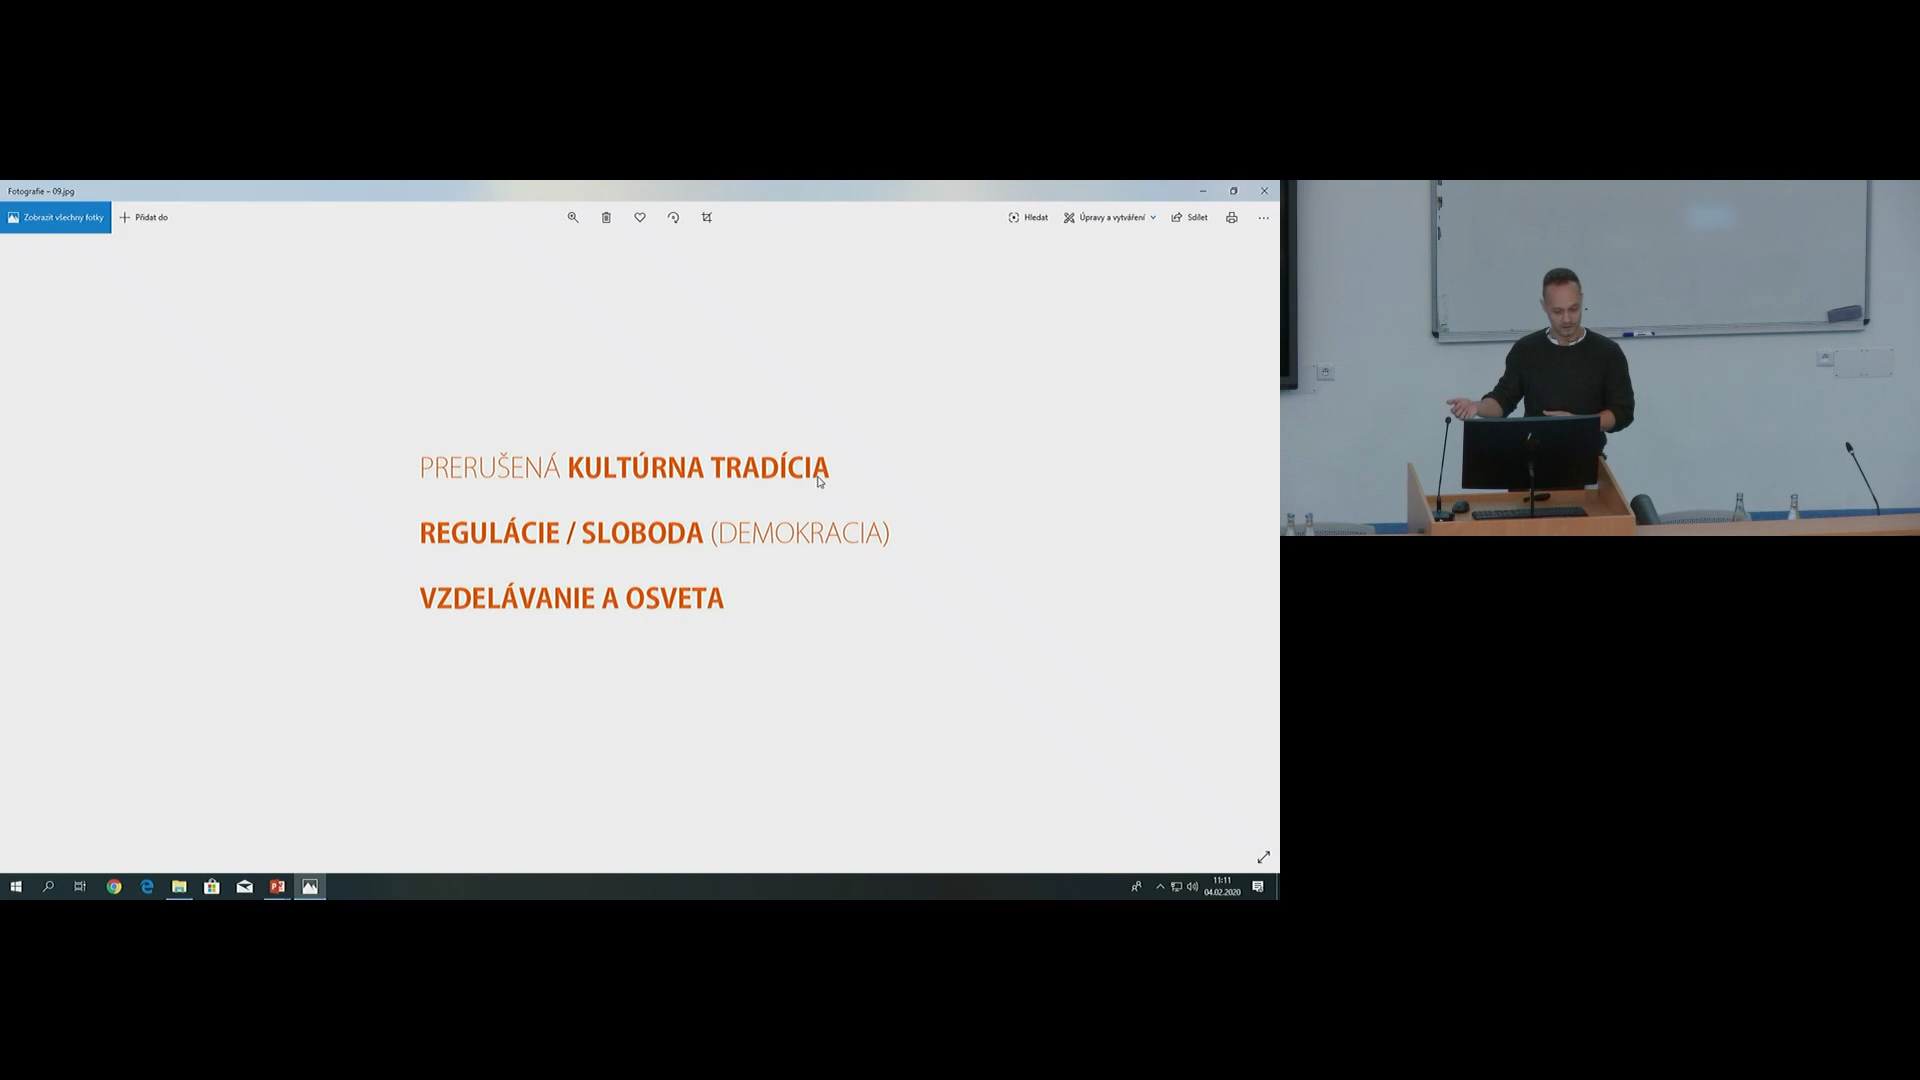 Fotografie – 09.jpg
Zobrazit všechny fotky
Přidat do
Hledat
Úpravy a vytváření
Sdílet
PRERUŠENÁ KULTÚRNA TRADÍCIA
REGULÁCIE / SLOBODA (DEMOKRACIA)
VZDELÁVANIE A OSVETA
11:11
04.02.2020